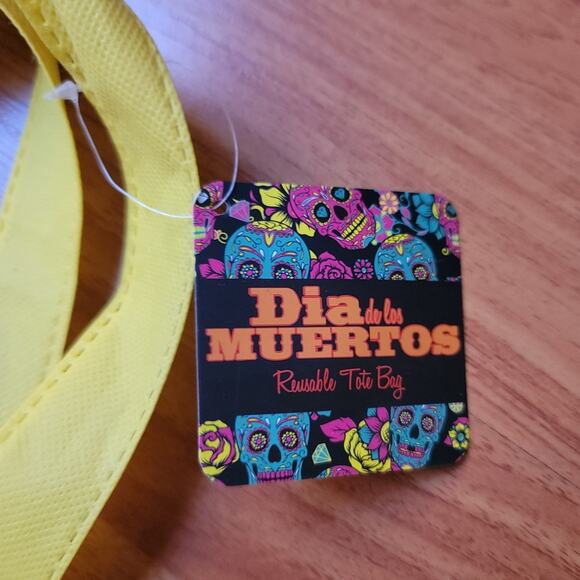 Dia de los
MUERTOS
Reusable Tote Bag